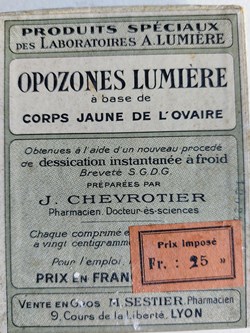 PRODUITS SPÉCIAUX
DES LABORATOIRES A. LUMIÈRE
OPOZONES LUMIÈRE
à base de
CORPS JAUNE DE L'OVAIRE
Obtenues à l'aide d'un nouveau procédé
de dessication instantanée à froid
Breveté S.G.D.G.
PRÉPARÉES PAR
J. CHEVROTIER
Pharmacien. Docteur-ès-sciences
Chaque comprimé
à vingt centigramm
Pour l'emploi,
PRIX EN FRAN
Prix Imposé
Fr. : 25 »
VENTE EN GROS M. SESTIER, Pharmacien
9, Cours de la Liberté, LYON